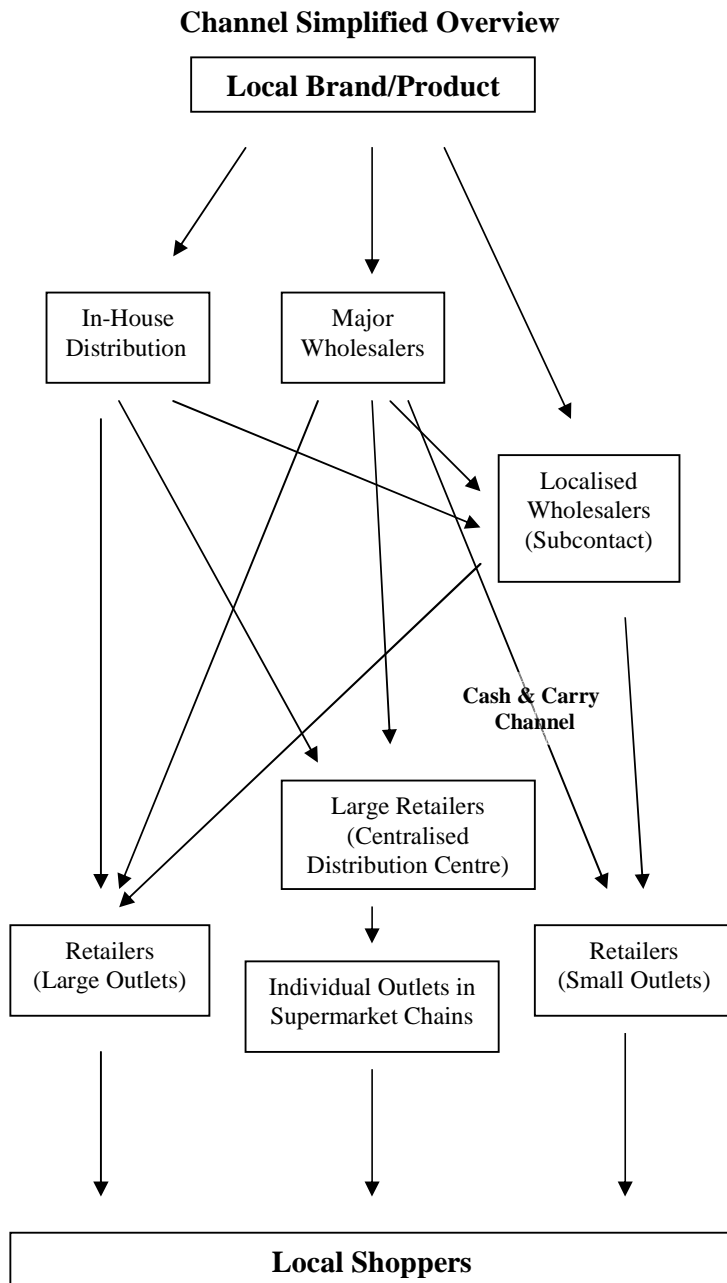 Channel Simplified Overview
Local Brand/Product
In-House
Distribution
Major
Wholesalers
Localised
Wholesalers
(Subcontact)
Cash & Carry
Channel
Large Retailers
(Centralised
Distribution Centre)
Retailers
(Large Outlets)
Individual Outlets in
Supermarket Chains
Retailers
(Small Outlets)
Local Shoppers